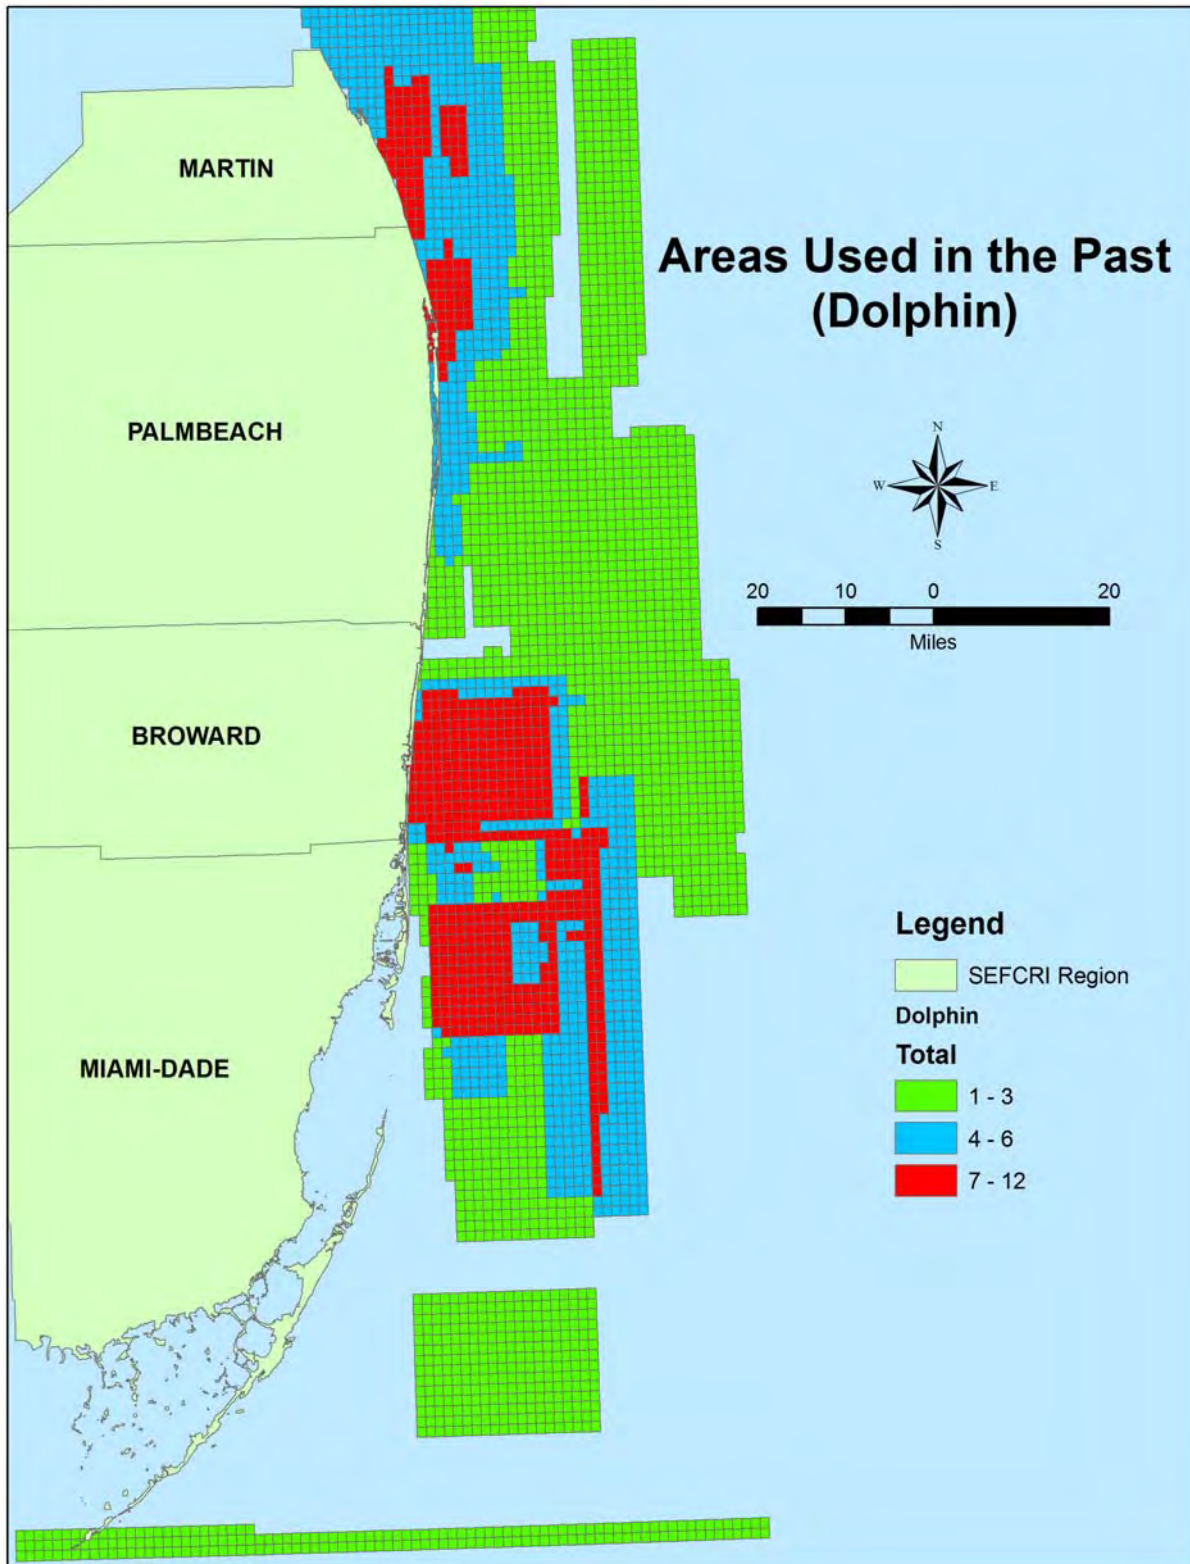 MARTIN
Areas Used in the Past
(Dolphin)
PALMBEACH
N
W
E
S
20 10 0 20
Miles
BROWARD
Legend
SEFCRI Region
Dolphin
Total
MIAMI-DADE
1 - 3
4 - 6
7 - 12